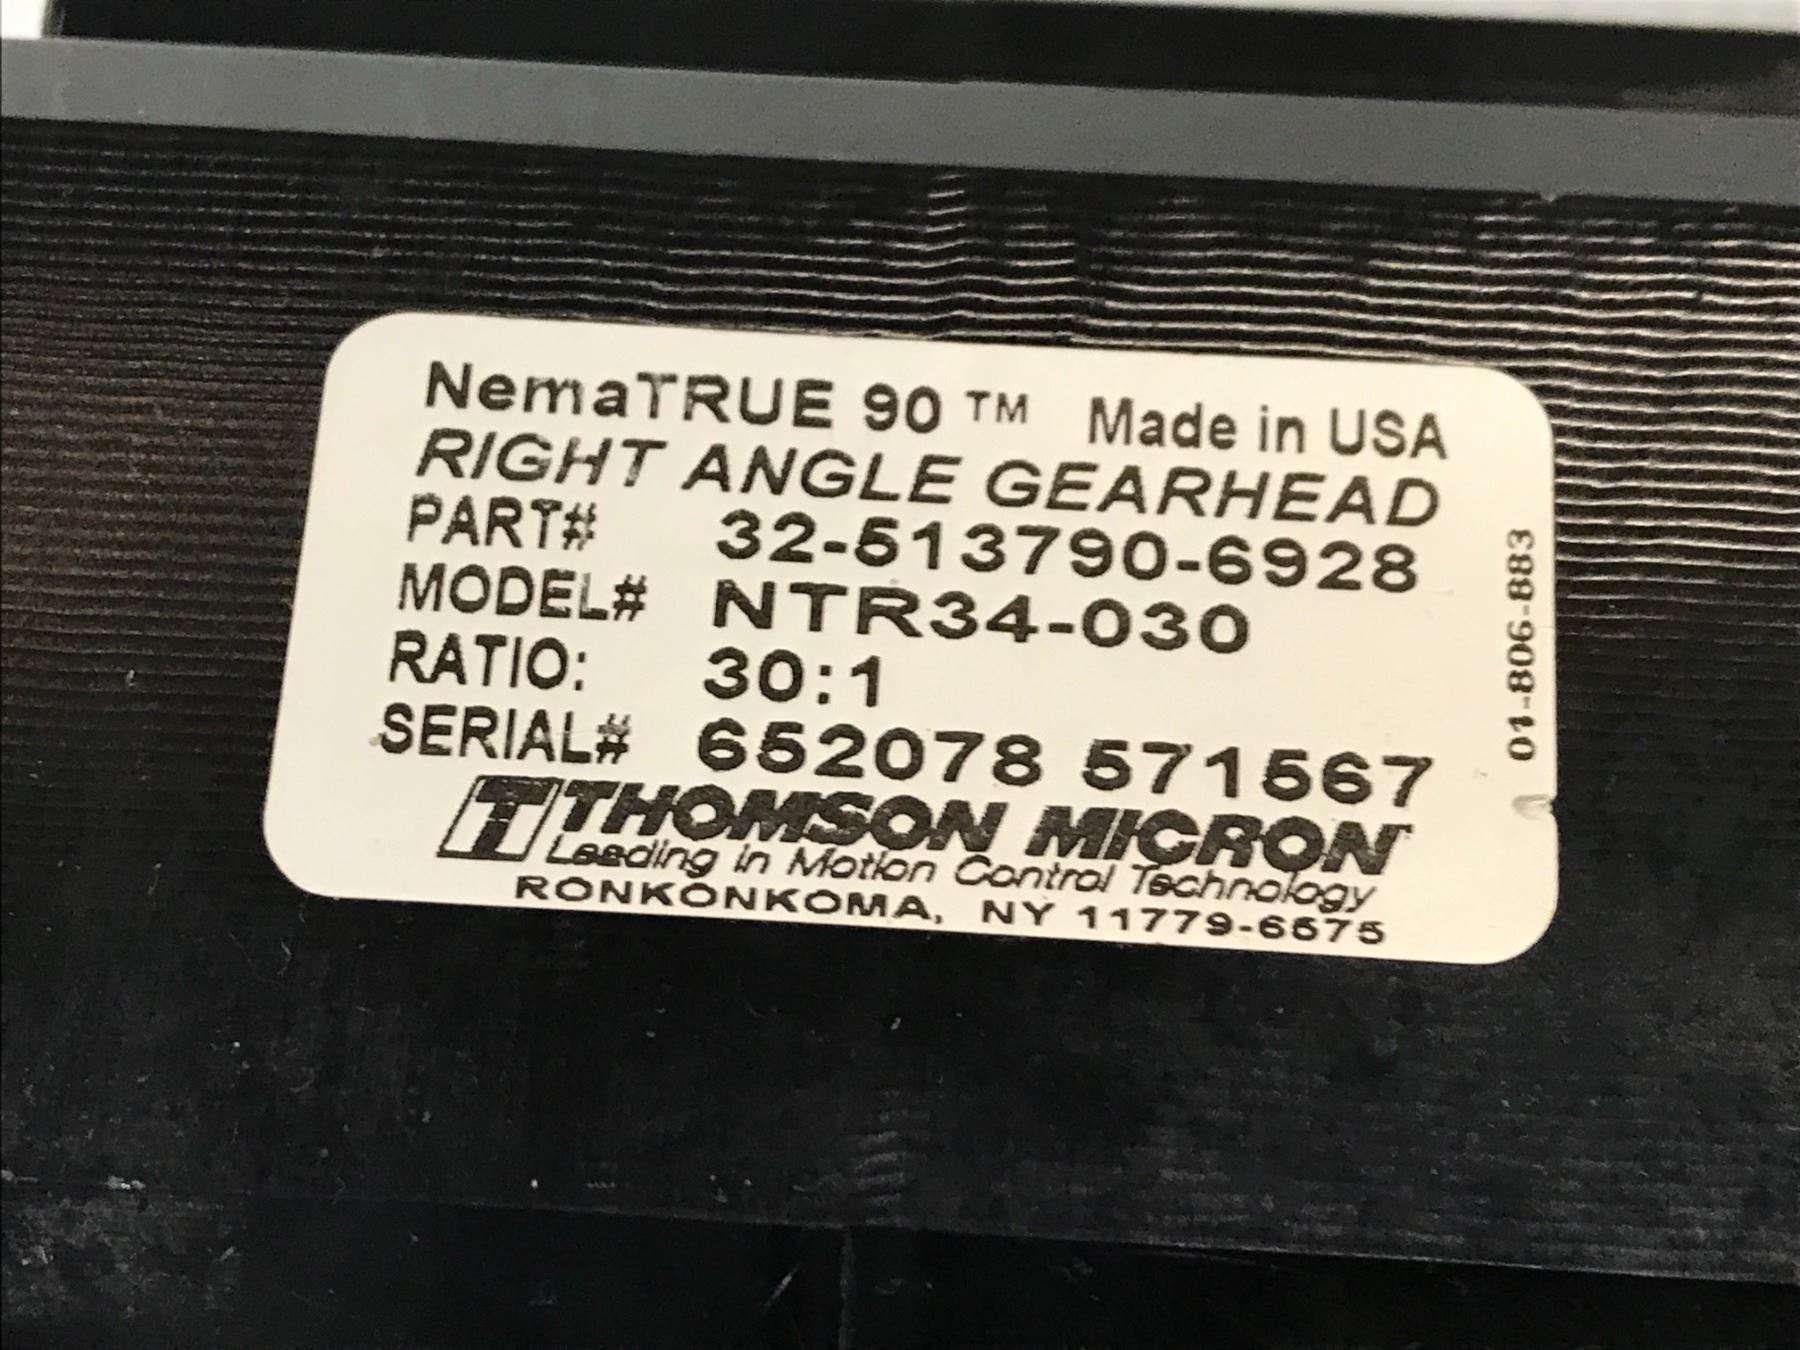 NemaTRUE 90 ™ Made in USA
RIGHT ANGLE GEARHEAD
PART# 32-513790-6928
MODEL# NTR34-030
RATIO: 30:1
SERIAL# 652078 571567
T THOMSON MICRON
Leading in Motion Control Technology
RONKONKOMA, NY 11779-6575
01-806-883